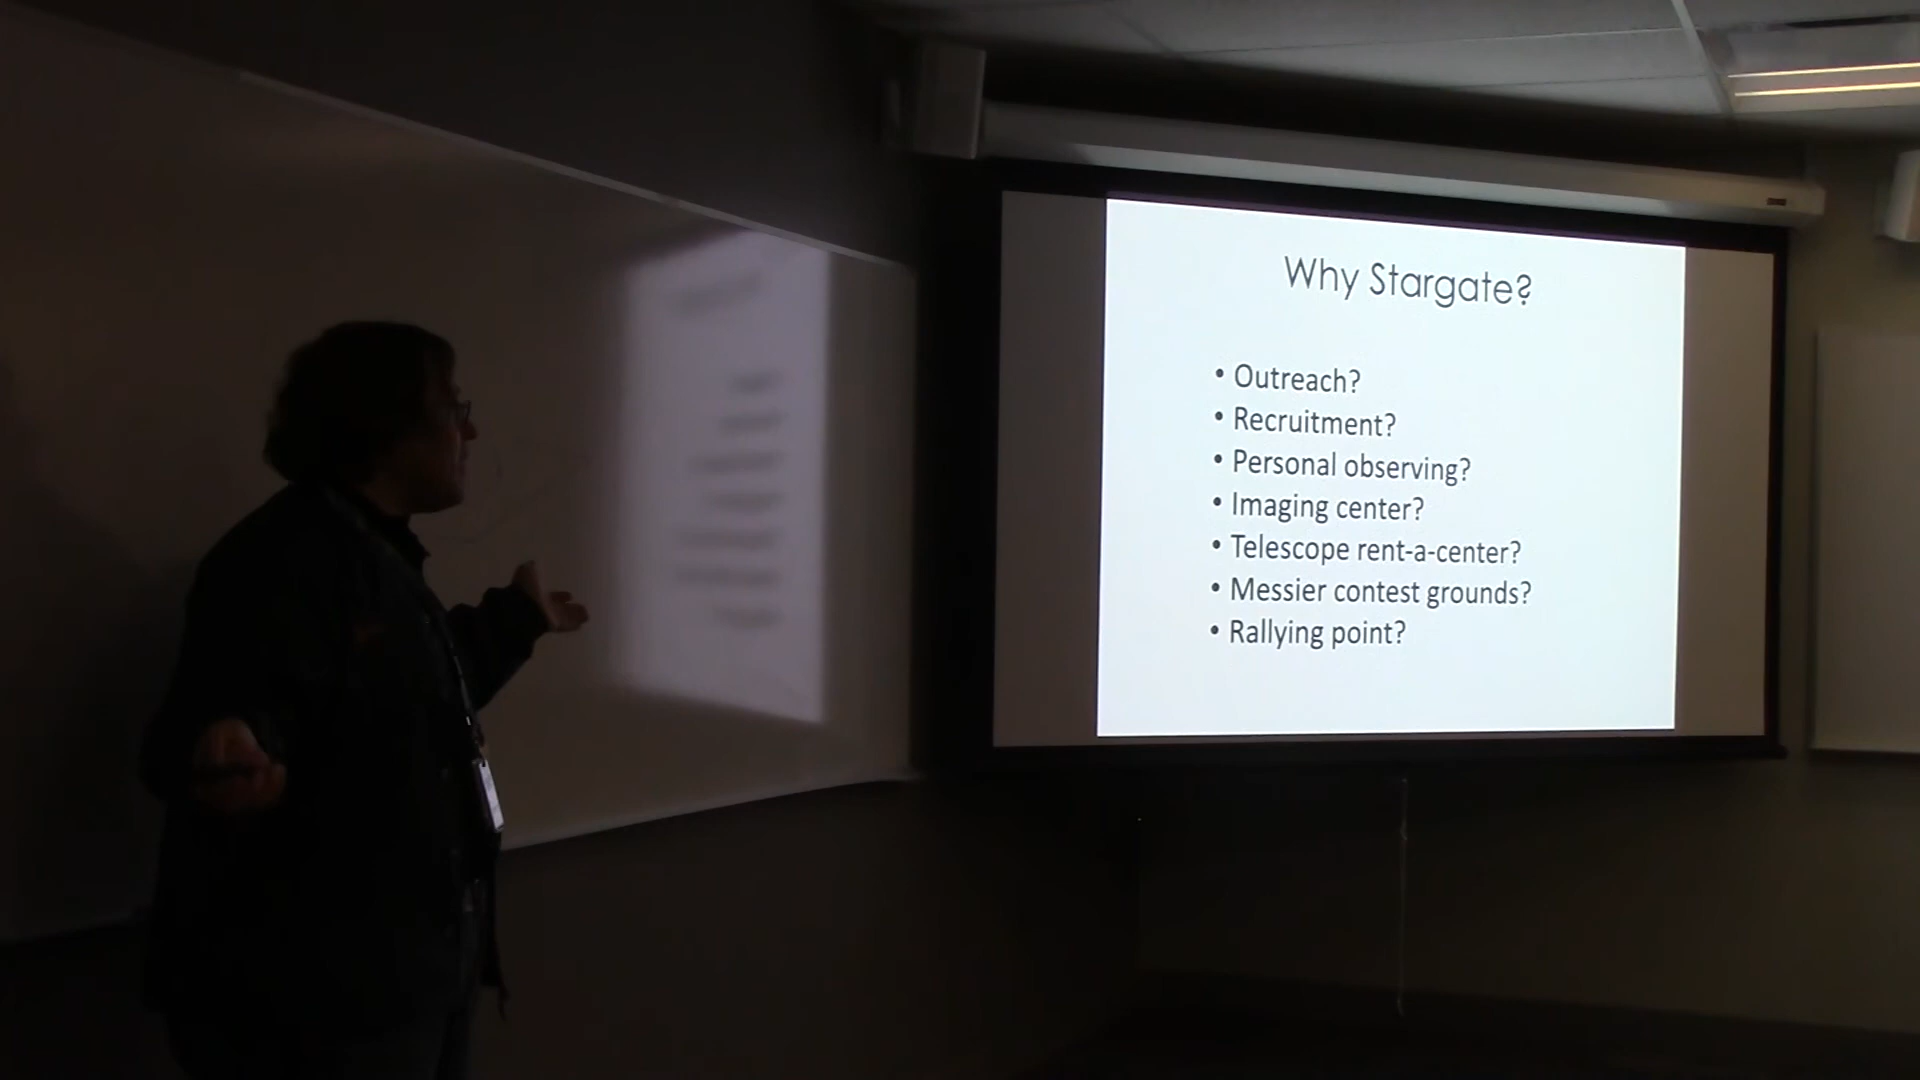 Why Stargate?
• Outreach?
• Recruitment?
• Personal observing?
• Imaging center?
• Telescope rent-a-center?
• Messier contest grounds?
• Rallying point?